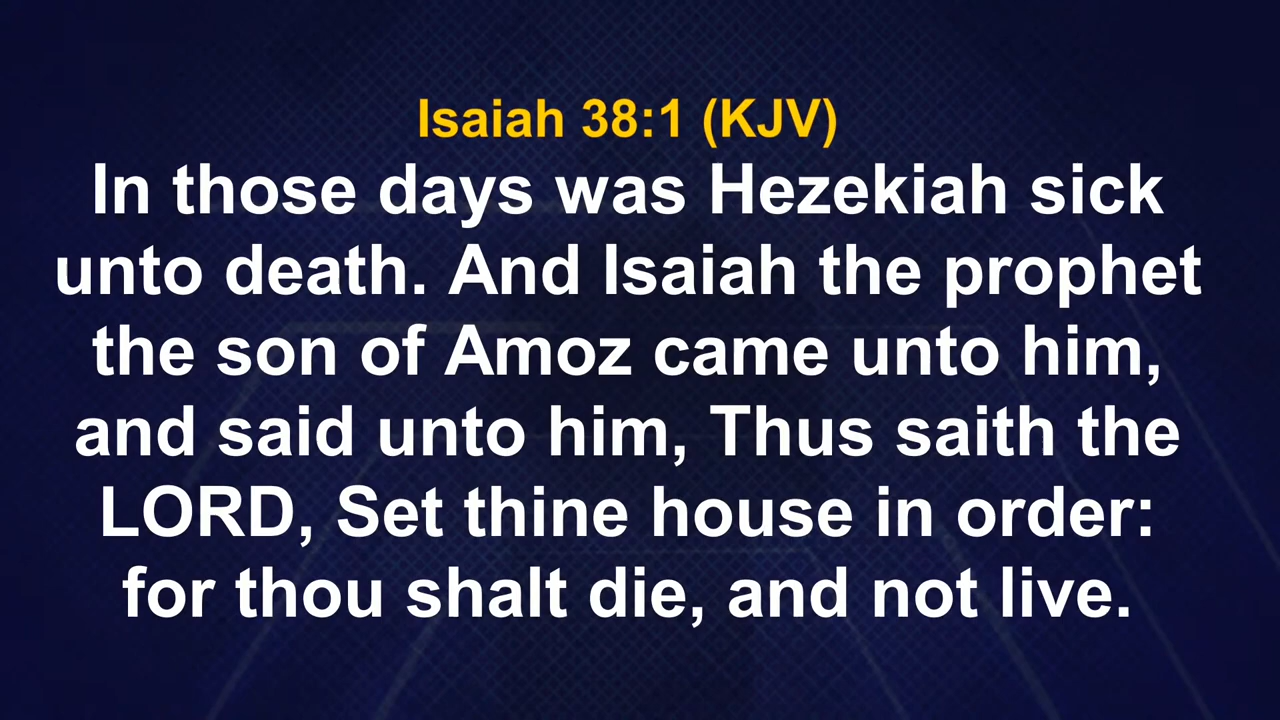 Isaiah 38:1 (KJV)
In those days was Hezekiah sick
unto death. And Isaiah the prophet
the son of Amoz came unto him,
and said unto him, Thus saith the
LORD, Set thine house in order:
for thou shalt die, and not live.